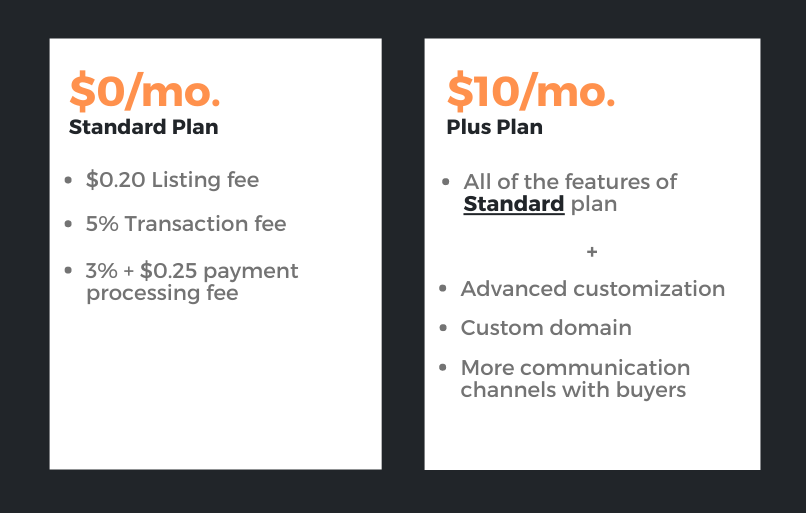 $0/mo.
Standard Plan
• $0.20 Listing fee
• 5% Transaction fee
• 3% + $0.25 payment
processing fee
$10/mo.
Plus Plan
• All of the features of
Standard plan
+
• Advanced customization
• Custom domain
• More communication
channels with buyers